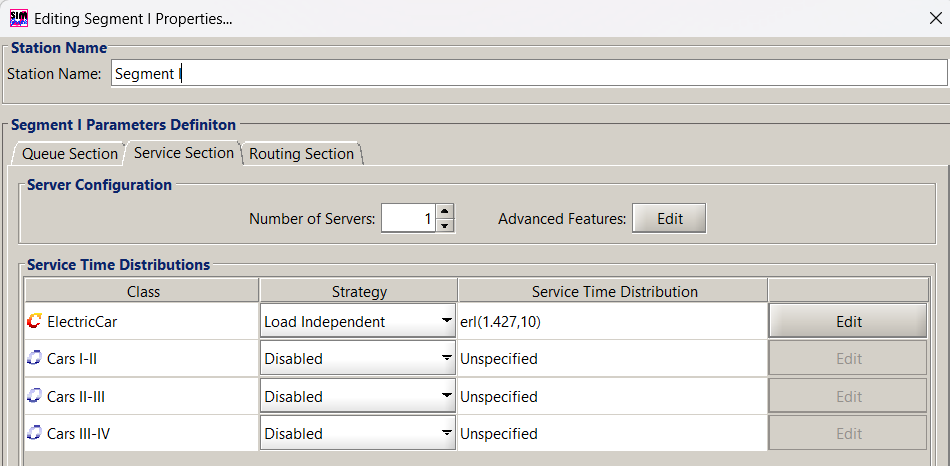 SIM
Editing Segment I Properties...
Station Name
Station Name: Segment I
Segment I Parameters Definiton
Queue Section Service Section Routing Section
Server Configuration
Number of Servers: 1 Advanced Features: Edit
Service Time Distributions
Class Strategy Service Time Distribution
ElectricCar Load Independent erl(1.427,10) Edit
Cars I-II Disabled Unspecified Edit
Cars II-III Disabled Unspecified Edit
Cars III-IV Disabled Unspecified Edit